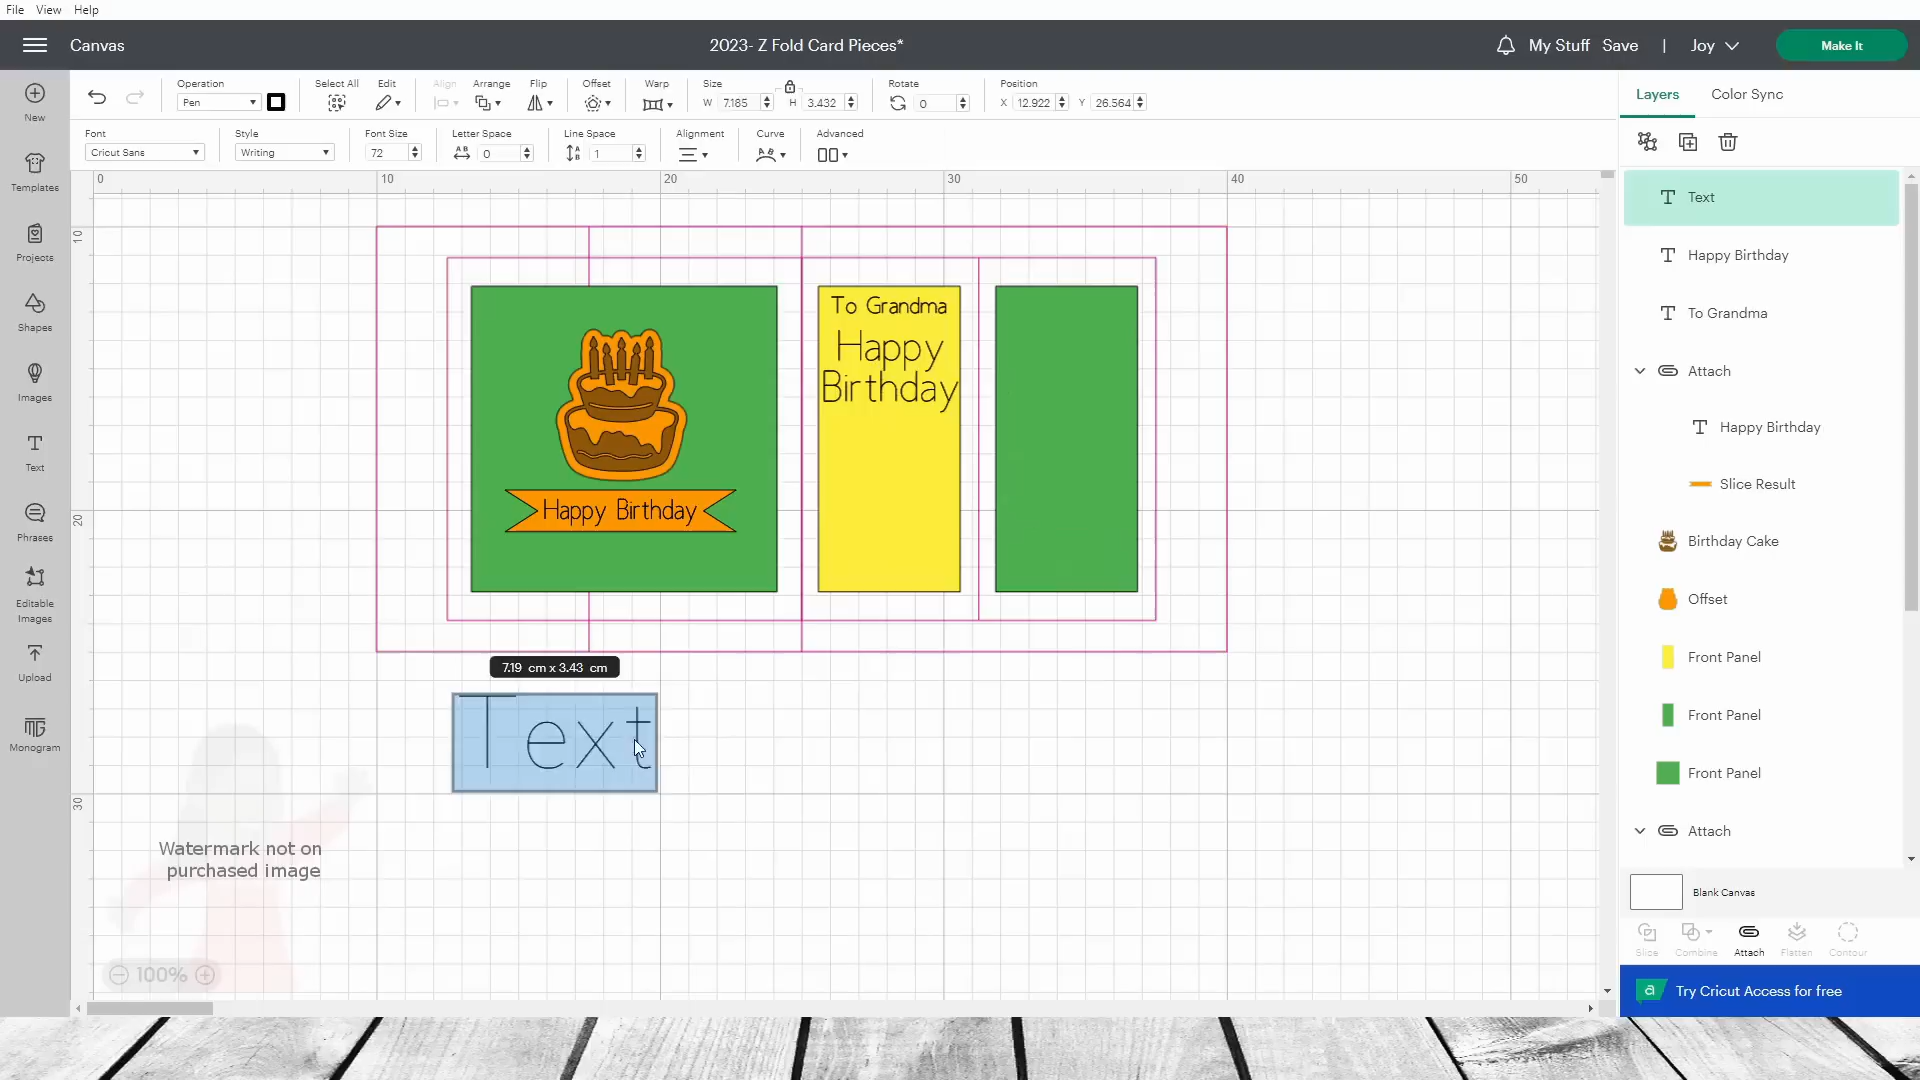 File View Help
Canvas
2023- Z Fold Card Pieces*
My Stuff Save | Joy
Make It
Operation
Pen
Select All
Edit
Align
Arrange
Flip
Offset
Warp
Size
W 7.185
H 3.432
Rotate
0
Position
X 12.922
Y 26.564
Font
Cricut Sans
Style
Writing
Font Size
72
Letter Space
0
Line Space
1
Alignment
Curve
Advanced
New
Templates
Projects
Shapes
Images
Text
Phrases
Editable
Images
Upload
Monogram
0 10 20 30 40 50
10
20
30
To Grandma
Happy
Birthday
Happy Birthday
7.19 cm x 3.43 cm
Text
Watermark not on
purchased image
100%
Layers Color Sync
Text
Happy Birthday
To Grandma
Attach
Happy Birthday
Slice Result
Birthday Cake
Offset
Front Panel
Front Panel
Front Panel
Attach
Blank Canvas
Slice Combine Attach Flatten Contour
a Try Cricut Access for free